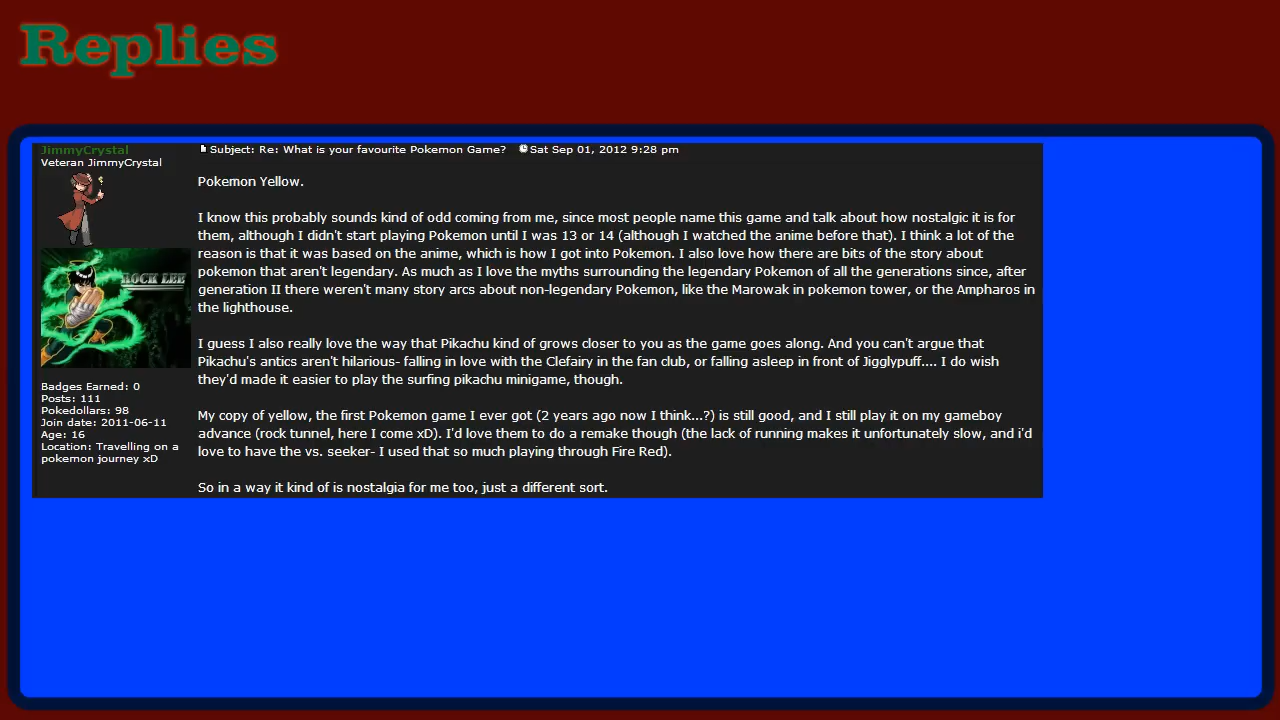 Replies
JimmyCrystal
Veteran JimmyCrystal
ROCK LEE
Badges Earned: 0
Posts: 111
Pokedollars: 98
Join date: 2011-06-11
Age: 16
Location: Travelling on a
pokemon journey xD
Subject: Re: What is your favourite Pokemon Game? Sat Sep 01, 2012 9:28 pm
Pokemon Yellow.
I know this probably sounds kind of odd coming from me, since most people name this game and talk about how nostalgic it is for
them, although I didn't start playing Pokemon until I was 13 or 14 (although I watched the anime before that). I think a lot of the
reason is that it was based on the anime, which is how I got into Pokemon. I also love how there are bits of the story about
pokemon that aren't legendary. As much as I love the myths surrounding the legendary Pokemon of all the generations since, after
generation II there weren't many story arcs about non-legendary Pokemon, like the Marowak in pokemon tower, or the Ampharos in
the lighthouse.
I guess I also really love the way that Pikachu kind of grows closer to you as the game goes along. And you can't argue that
Pikachu's antics aren't hilarious- falling in love with the Clefairy in the fan club, or falling asleep in front of Jigglypuff.... I do wish
they'd made it easier to play the surfing pikachu minigame, though.
My copy of yellow, the first Pokemon game I ever got (2 years ago now I think...?) is still good, and I still play it on my gameboy
advance (rock tunnel, here I come xD). I'd love them to do a remake though (the lack of running makes it unfortunately slow, and i'd
love to have the vs. seeker- I used that so much playing through Fire Red).
So in a way it kind of is nostalgia for me too, just a different sort.